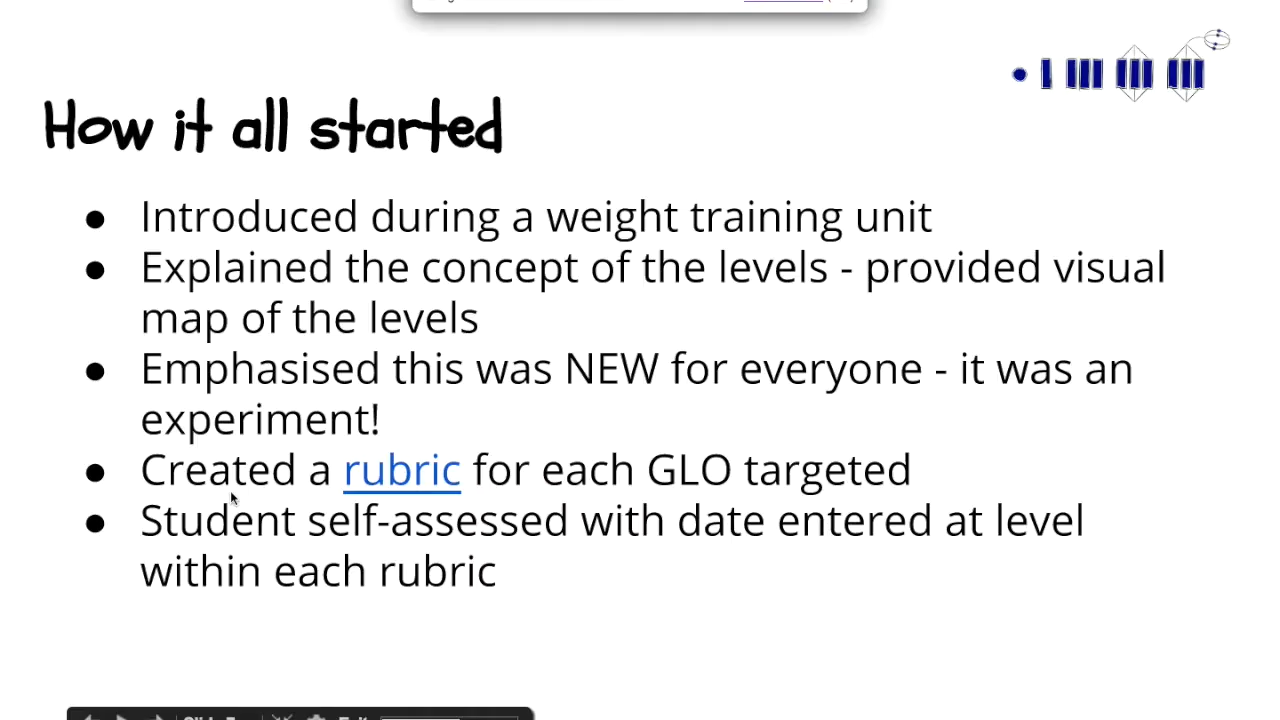 How it all started
● Introduced during a weight training unit
● Explained the concept of the levels - provided visual
map of the levels
● Emphasised this was NEW for everyone - it was an
experiment!
● Created a rubric for each GLO targeted
● Student self-assessed with date entered at level
within each rubric